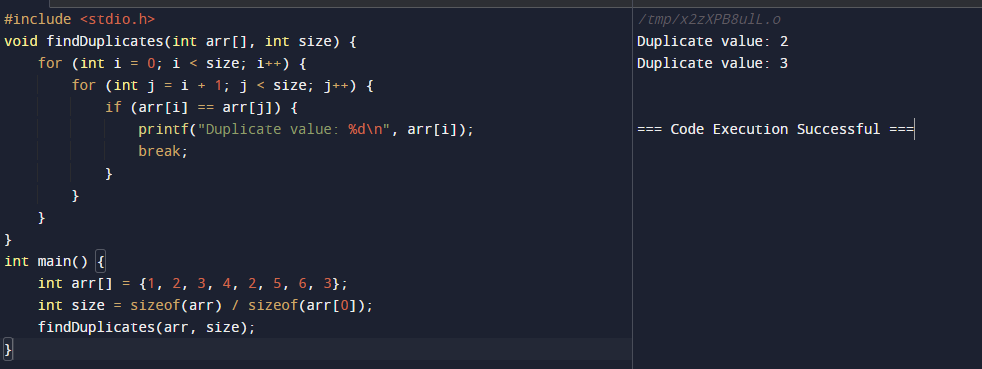 #include <stdio.h>
void findDuplicates(int arr[], int size) {
    for (int i = 0; i < size; i++) {
        for (int j = i + 1; j < size; j++) {
            if (arr[i] == arr[j]) {
                printf("Duplicate value: %d\n", arr[i]);
                break;
            }
        }
    }
}
int main() {
    int arr[] = {1, 2, 3, 4, 2, 5, 6, 3};
    int size = sizeof(arr) / sizeof(arr[0]);
    findDuplicates(arr, size);
}
/tmp/x2zXPB8ulL.o
Duplicate value: 2
Duplicate value: 3
=== Code Execution Successful ===